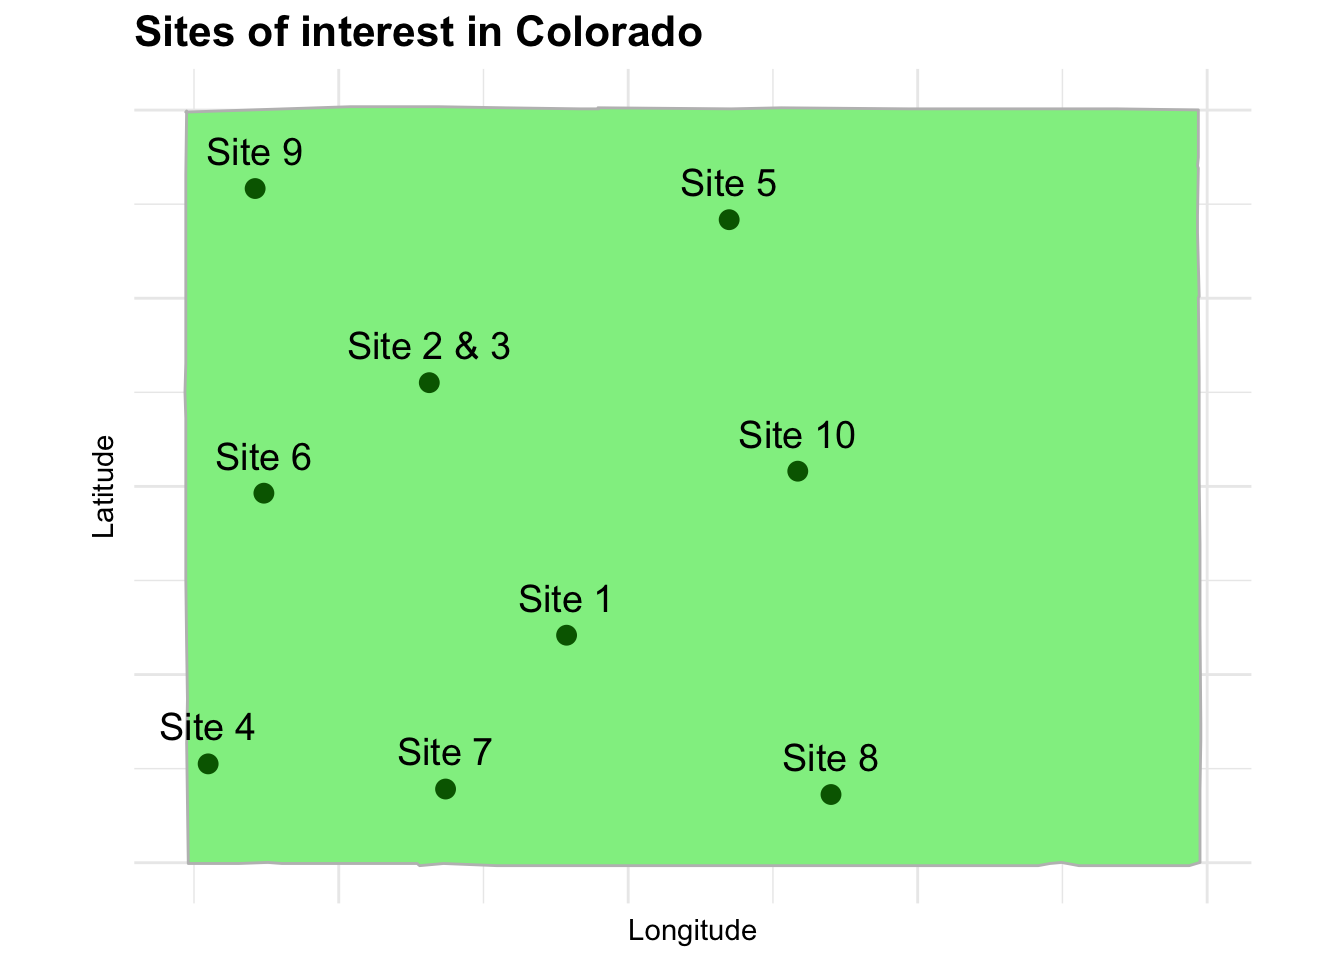 Sites of interest in Colorado
Site 9
Site 5
Site 2 & 3
Site 10
Site 6
Site 1
Site 4
Site 7
Site 8
Latitude
Longitude